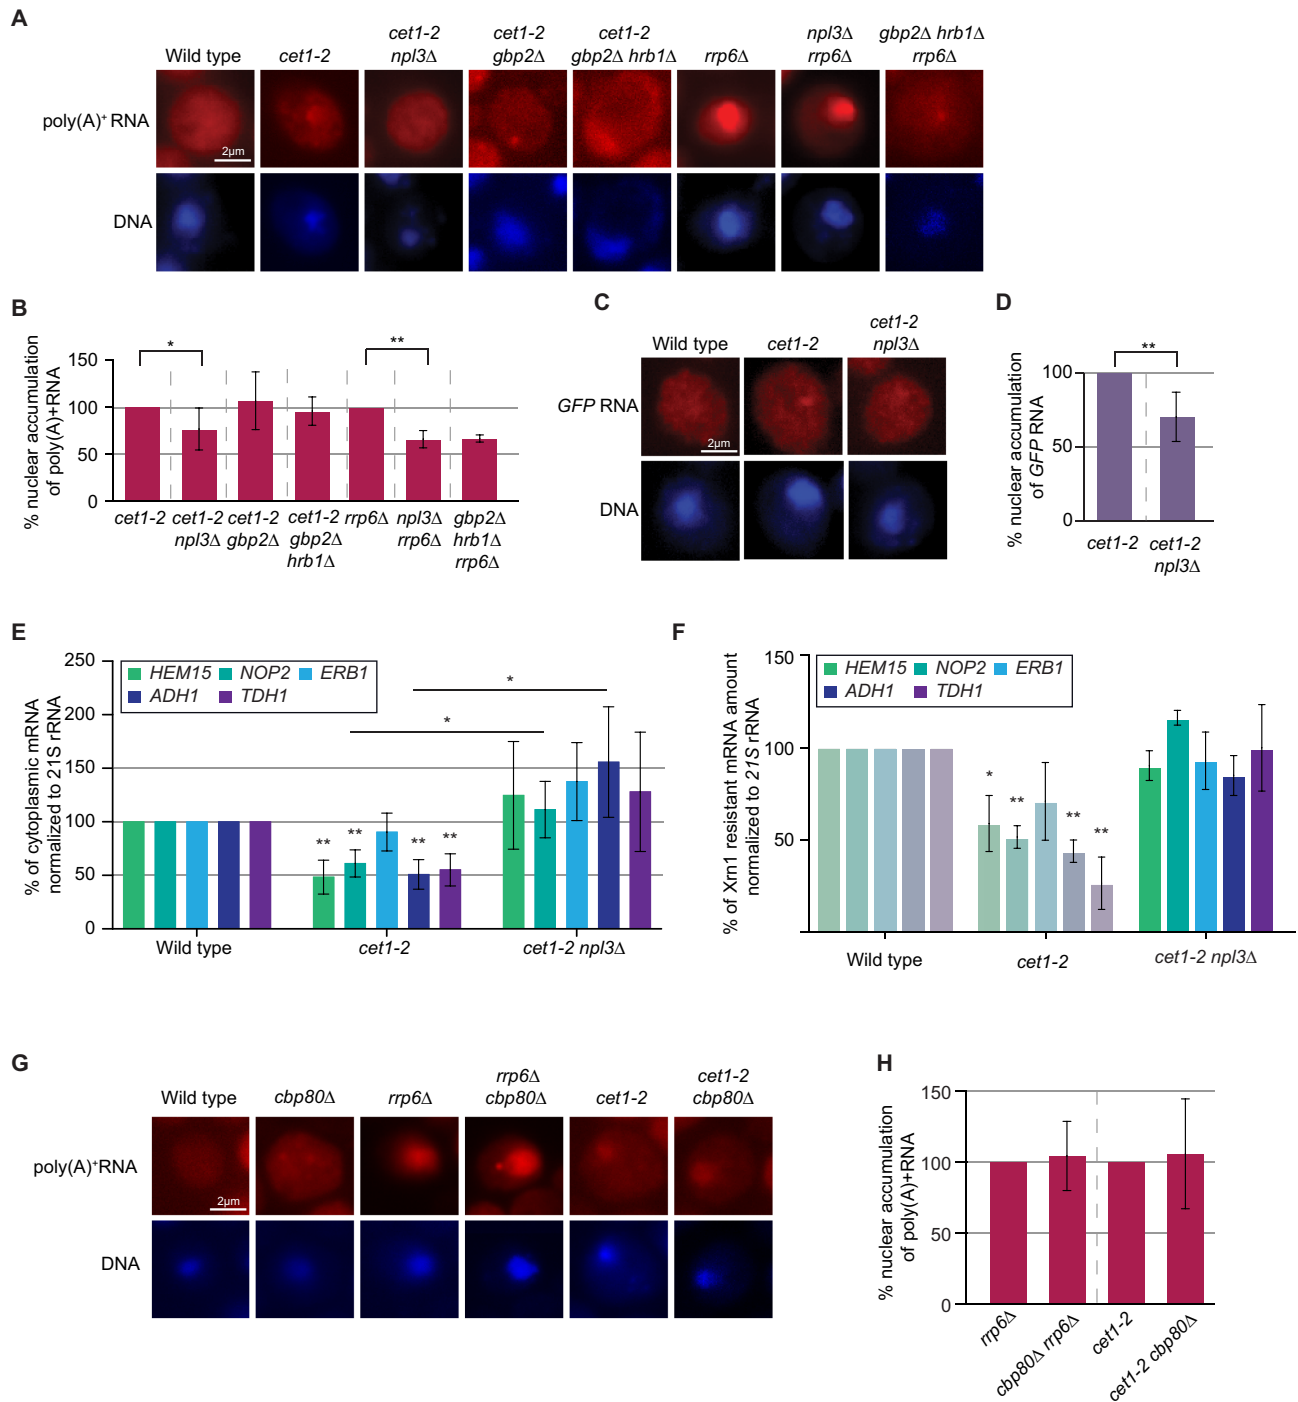 A
Wild type
cet1-2
cet1-2
npl3Δ
cet1-2
gbp2Δ
cet1-2
gbp2Δ hrb1Δ
rrp6Δ
npl3Δ
rrp6Δ
gbp2Δ hrb1Δ
rrp6Δ
poly(A)+ RNA
2µm
DNA
B
% nuclear accumulation
of poly(A)+RNA
150
100
50
0
*
**
cet1-2
cet1-2
npl3Δ
cet1-2
gbp2Δ
cet1-2
gbp2Δ
hrb1Δ
rrp6Δ
npl3Δ
rrp6Δ
gbp2Δ
hrb1Δ
rrp6Δ
C
Wild type
cet1-2
cet1-2
npl3Δ
GFP RNA
2µm
DNA
D
% nuclear accumulation
of GFP RNA
100
50
0
**
cet1-2
cet1-2
npl3Δ
E
% of cytoplasmic mRNA
normalized to 21S rRNA
250
200
150
100
50
0
HEM15 NOP2 ERB1
ADH1 TDH1
*
*
** ** ** **
Wild type
cet1-2
cet1-2 npl3Δ
F
% of Xrn1 resistant mRNA amount
normalized to 21S rRNA
150
100
50
HEM15 NOP2 ERB1
ADH1 TDH1
* ** ** **
Wild type
cet1-2
cet1-2 npl3Δ
G
Wild type
cbp80Δ
rrp6Δ
rrp6Δ
cbp80Δ
cet1-2
cet1-2
cbp80Δ
poly(A)+RNA
2µm
DNA
H
% nuclear accumulation
of poly(A)+RNA
150
100
50
0
rrp6Δ
cbp80Δ rrp6Δ
cet1-2
cet1-2 cbp80Δ